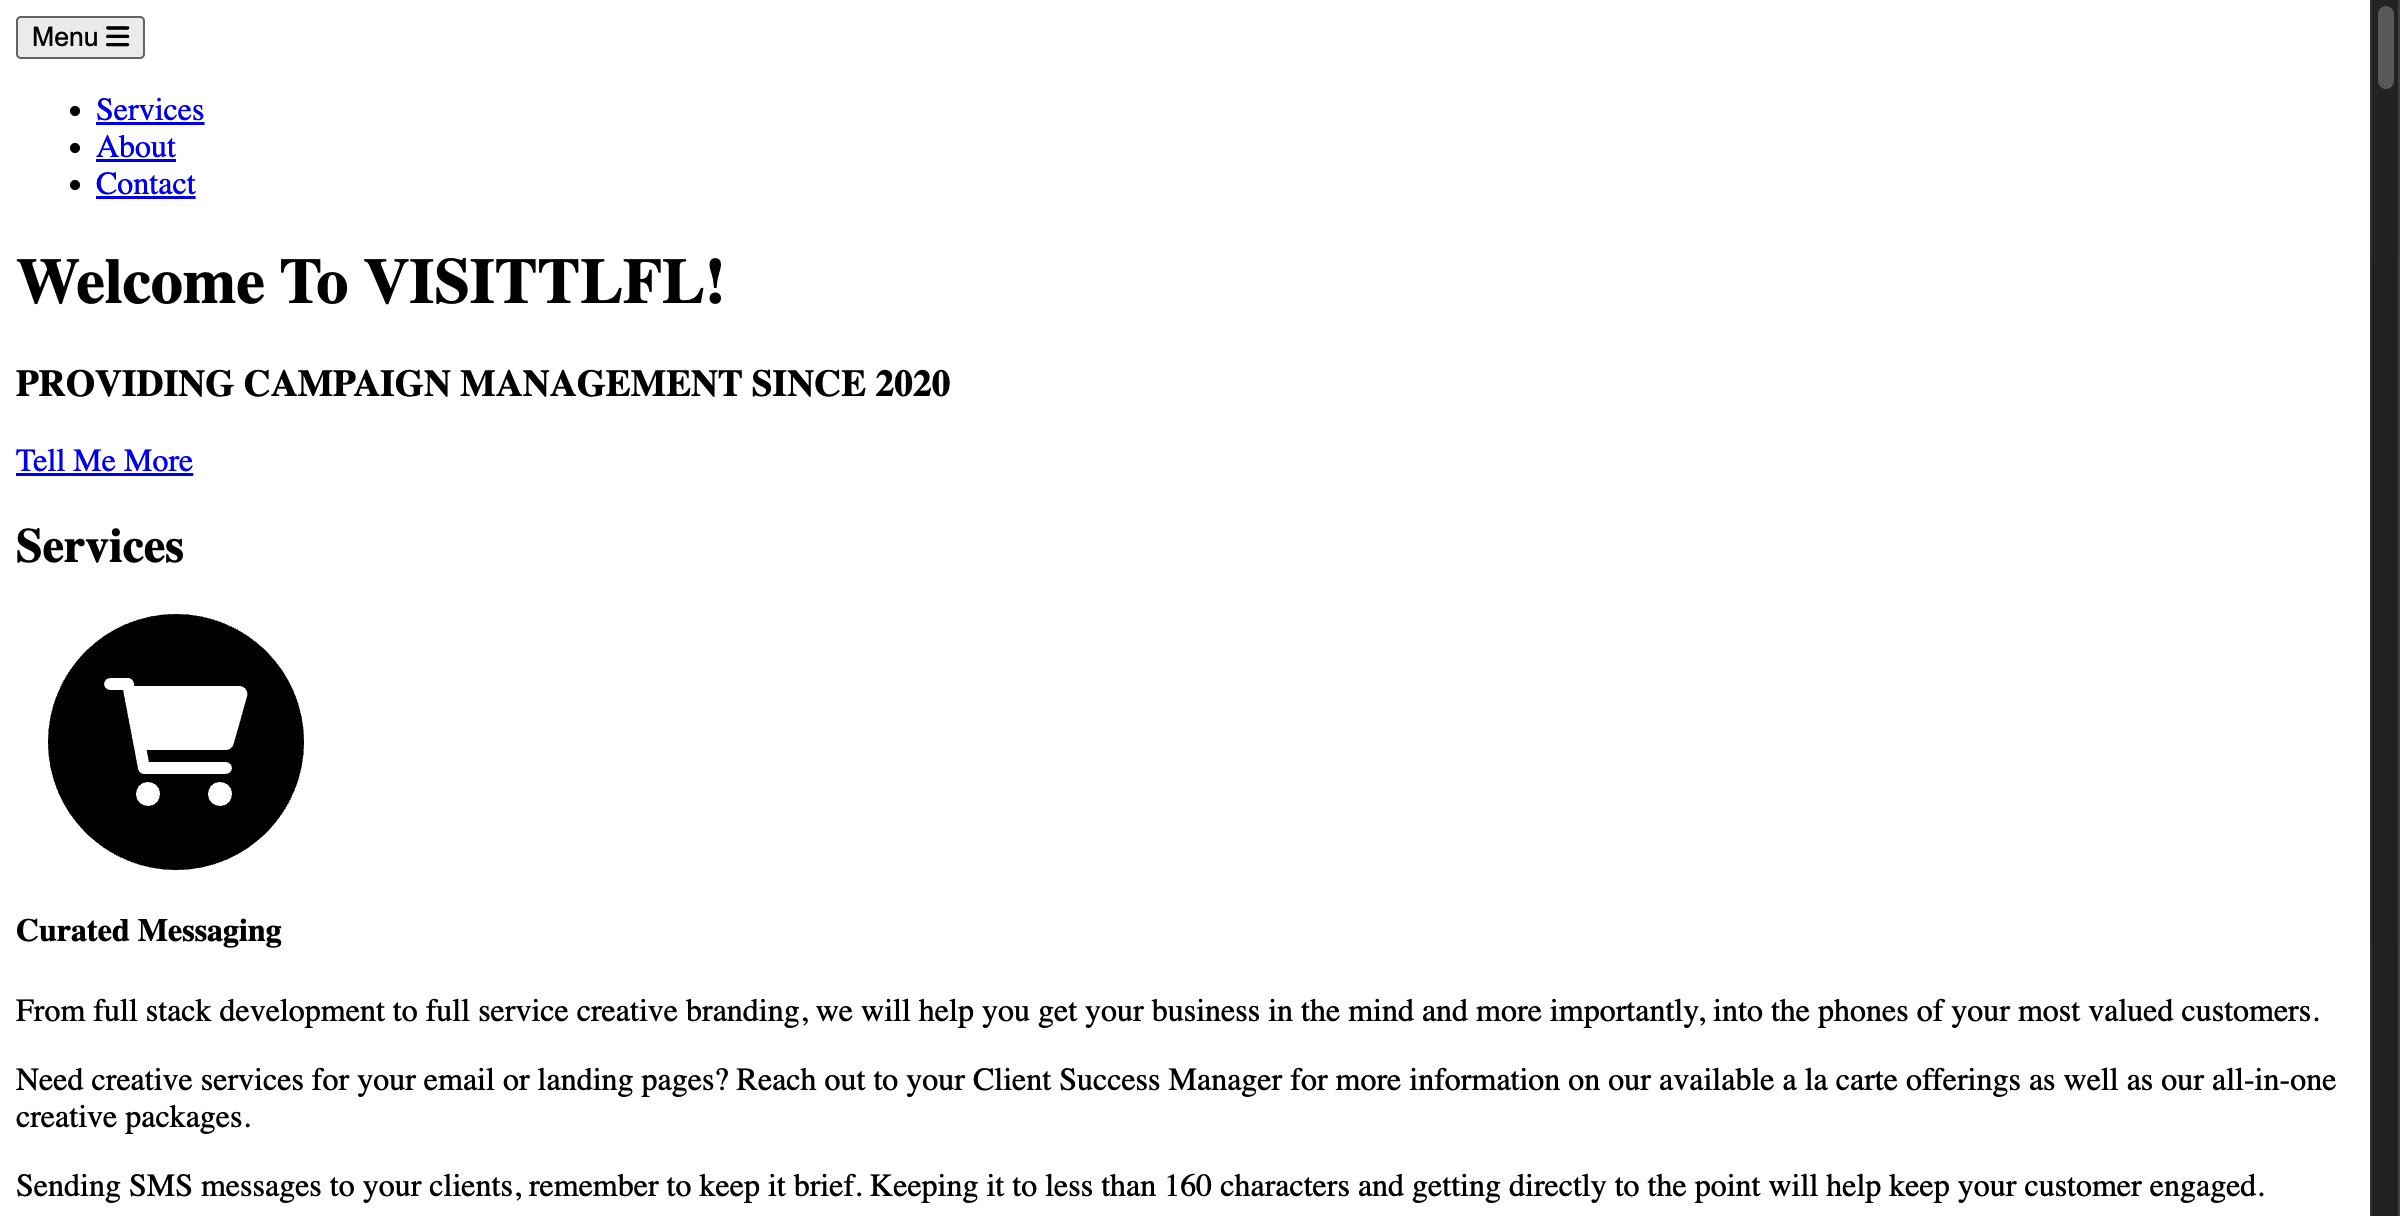 Menu
Services
About
Contact
Welcome To VISITTLFL!
PROVIDING CAMPAIGN MANAGEMENT SINCE 2020
Tell Me More
Services
Curated Messaging
From full stack development to full service creative branding, we will help you get your business in the mind and more importantly, into the phones of your most valued customers.
Need creative services for your email or landing pages? Reach out to your Client Success Manager for more information on our available a la carte offerings as well as our all-in-one
creative packages.
Sending SMS messages to your clients, remember to keep it brief. Keeping it to less than 160 characters and getting directly to the point will help keep your customer engaged.